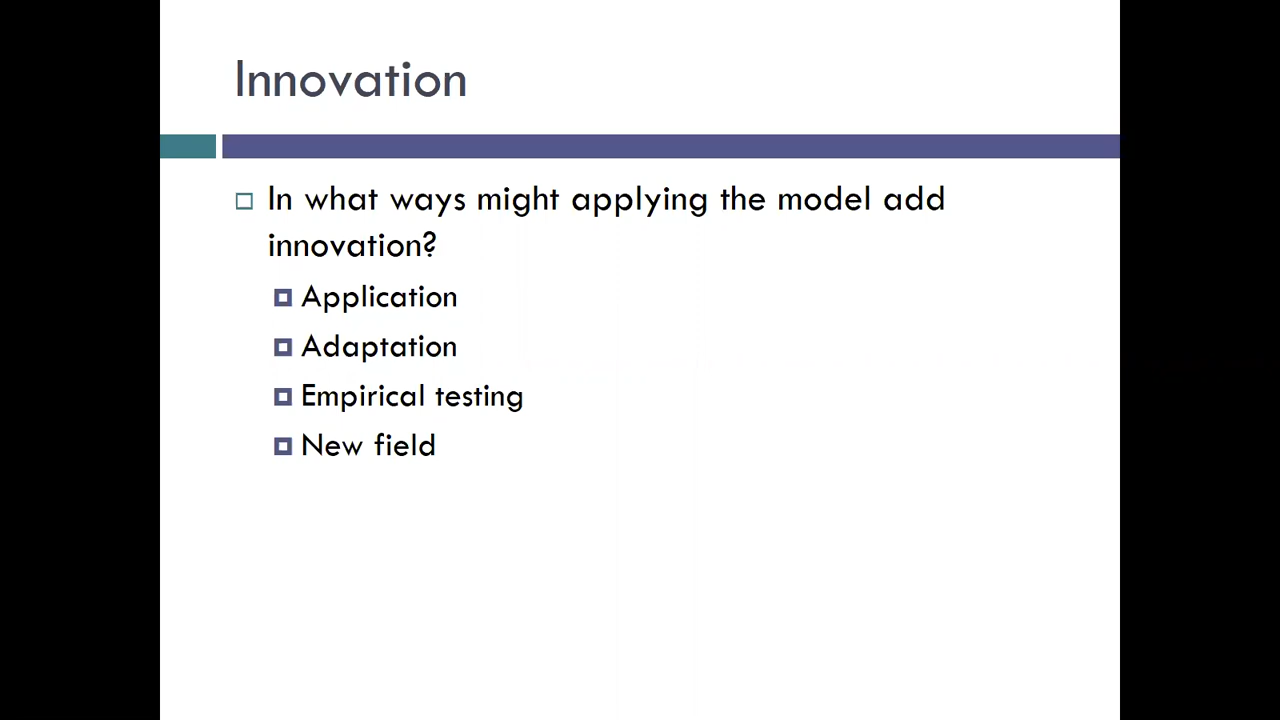 Innovation
In what ways might applying the model add
innovation?
Application
Adaptation
Empirical testing
New field